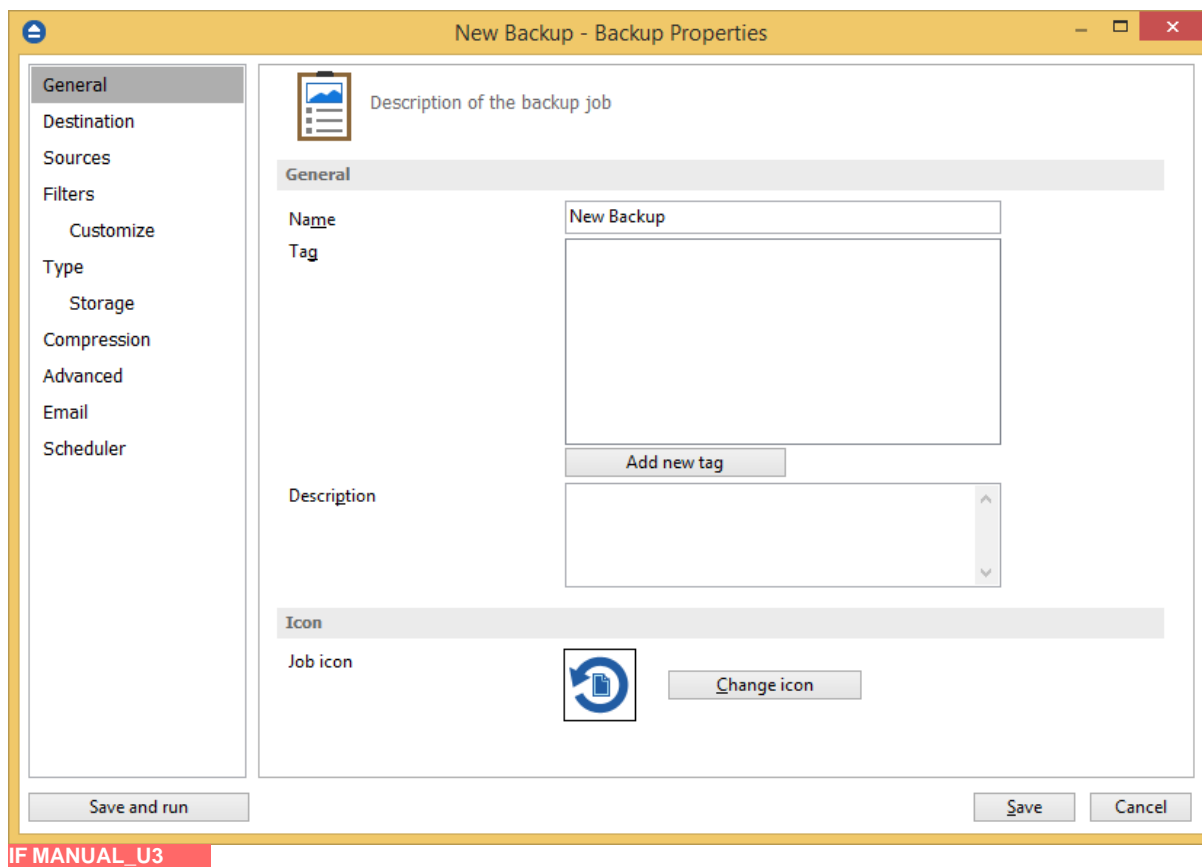 New Backup - Backup Properties
General
Destination
Sources
Filters
Customize
Type
Storage
Compression
Advanced
Email
Scheduler
Description of the backup job
General
Name
New Backup
Tag
Add new tag
Description
Icon
Job icon
Change icon
Save and run
Save
Cancel
IF MANUAL_U3